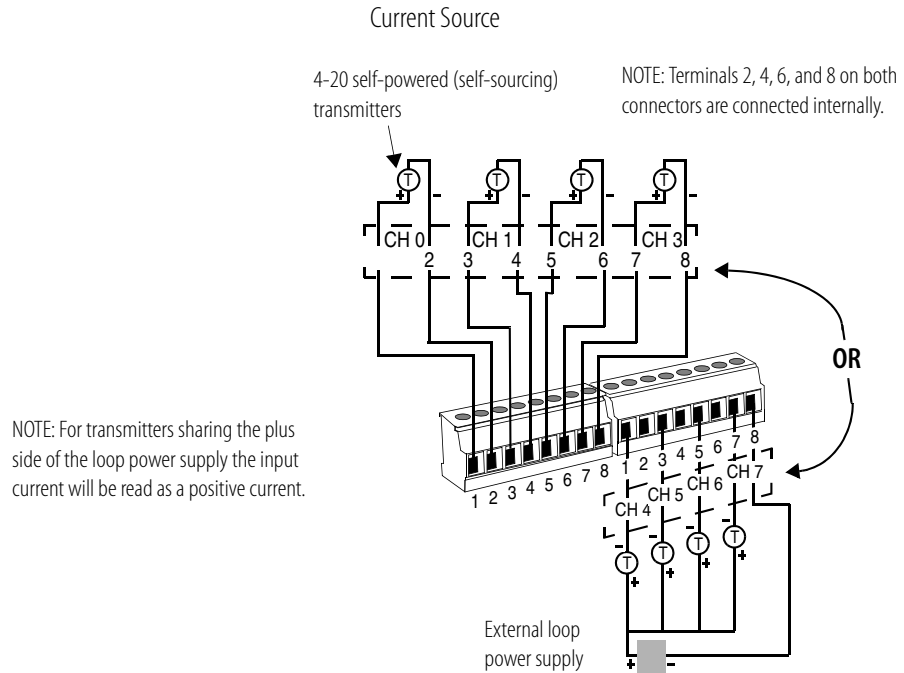 Current Source
4-20 self-powered (self-sourcing)
transmitters
NOTE: Terminals 2, 4, 6, and 8 on both
connectors are connected internally.
T T T T
+ - + - + - + -
CH 0 CH 1 CH 2 CH 3
2 3 4 5 6 7 8
OR
NOTE: For transmitters sharing the plus
side of the loop power supply the input
current will be read as a positive current.
1 2 3 4 5 6 7 8
1 2 3 4 5 6 7 8
CH 4 CH 5 CH 6 CH 7
- - - -
T T T T
+ + + +
External loop
power supply
+ -